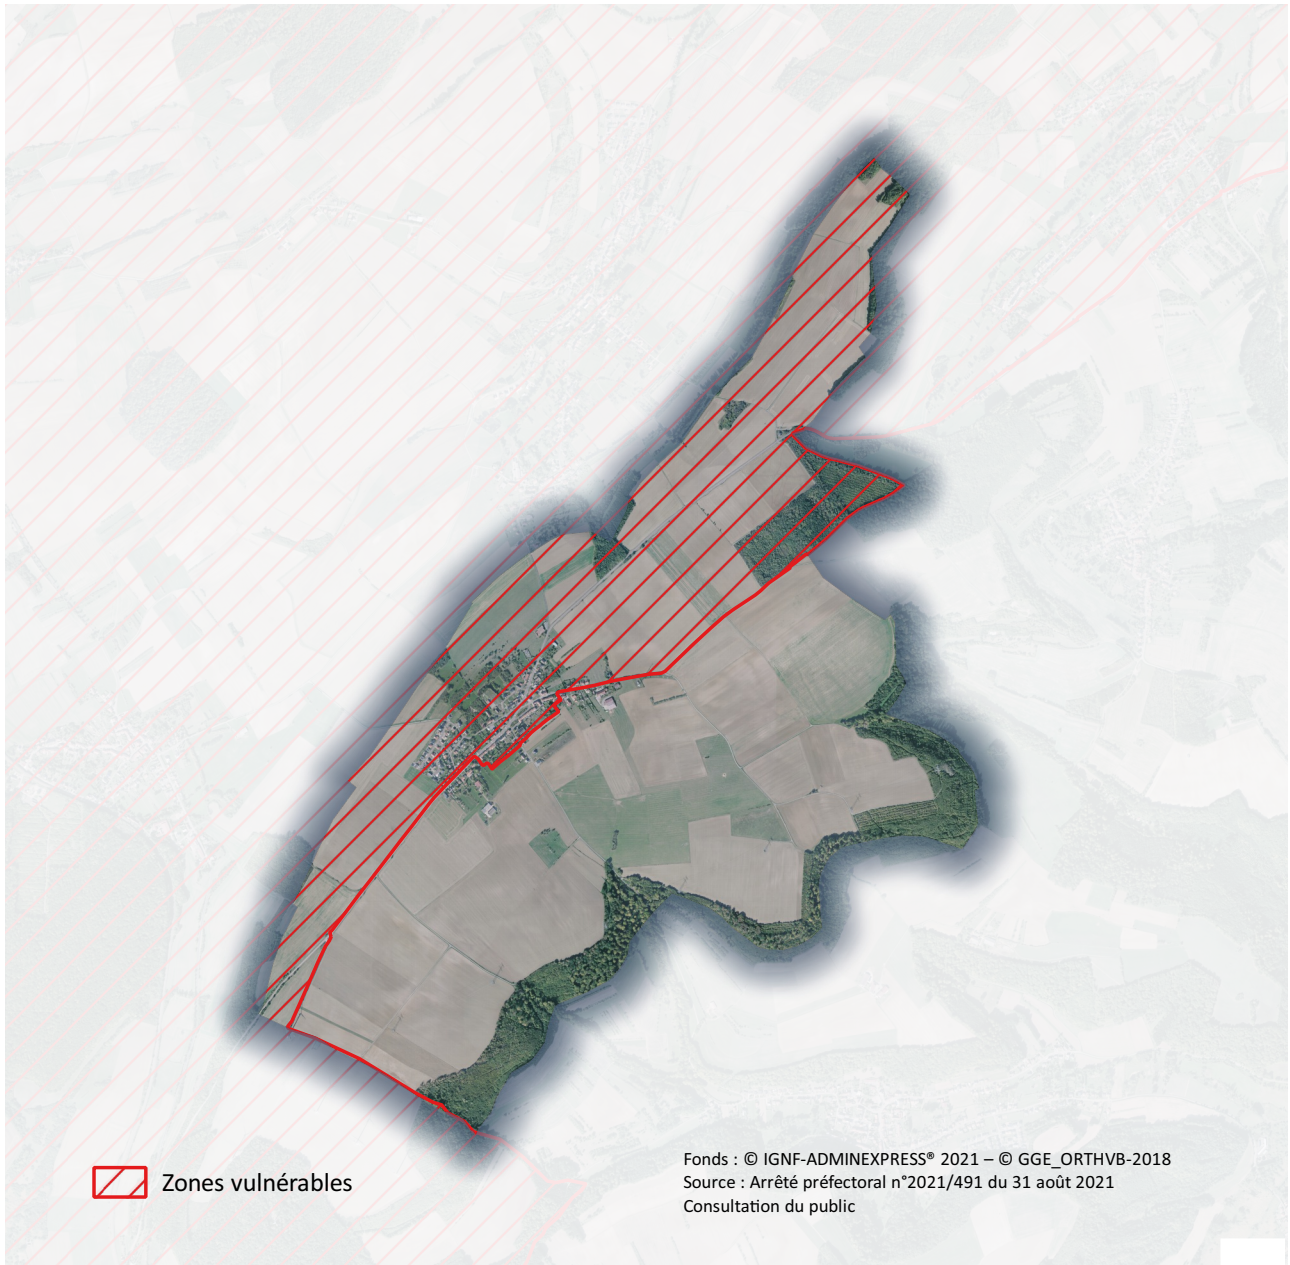 Zones vulnérables
Fonds : © IGNF-ADMINEXPRESS® 2021 – © GGE_ORTHVB-2018
Source : Arrêté préfectoral n°2021/491 du 31 août 2021
Consultation du public